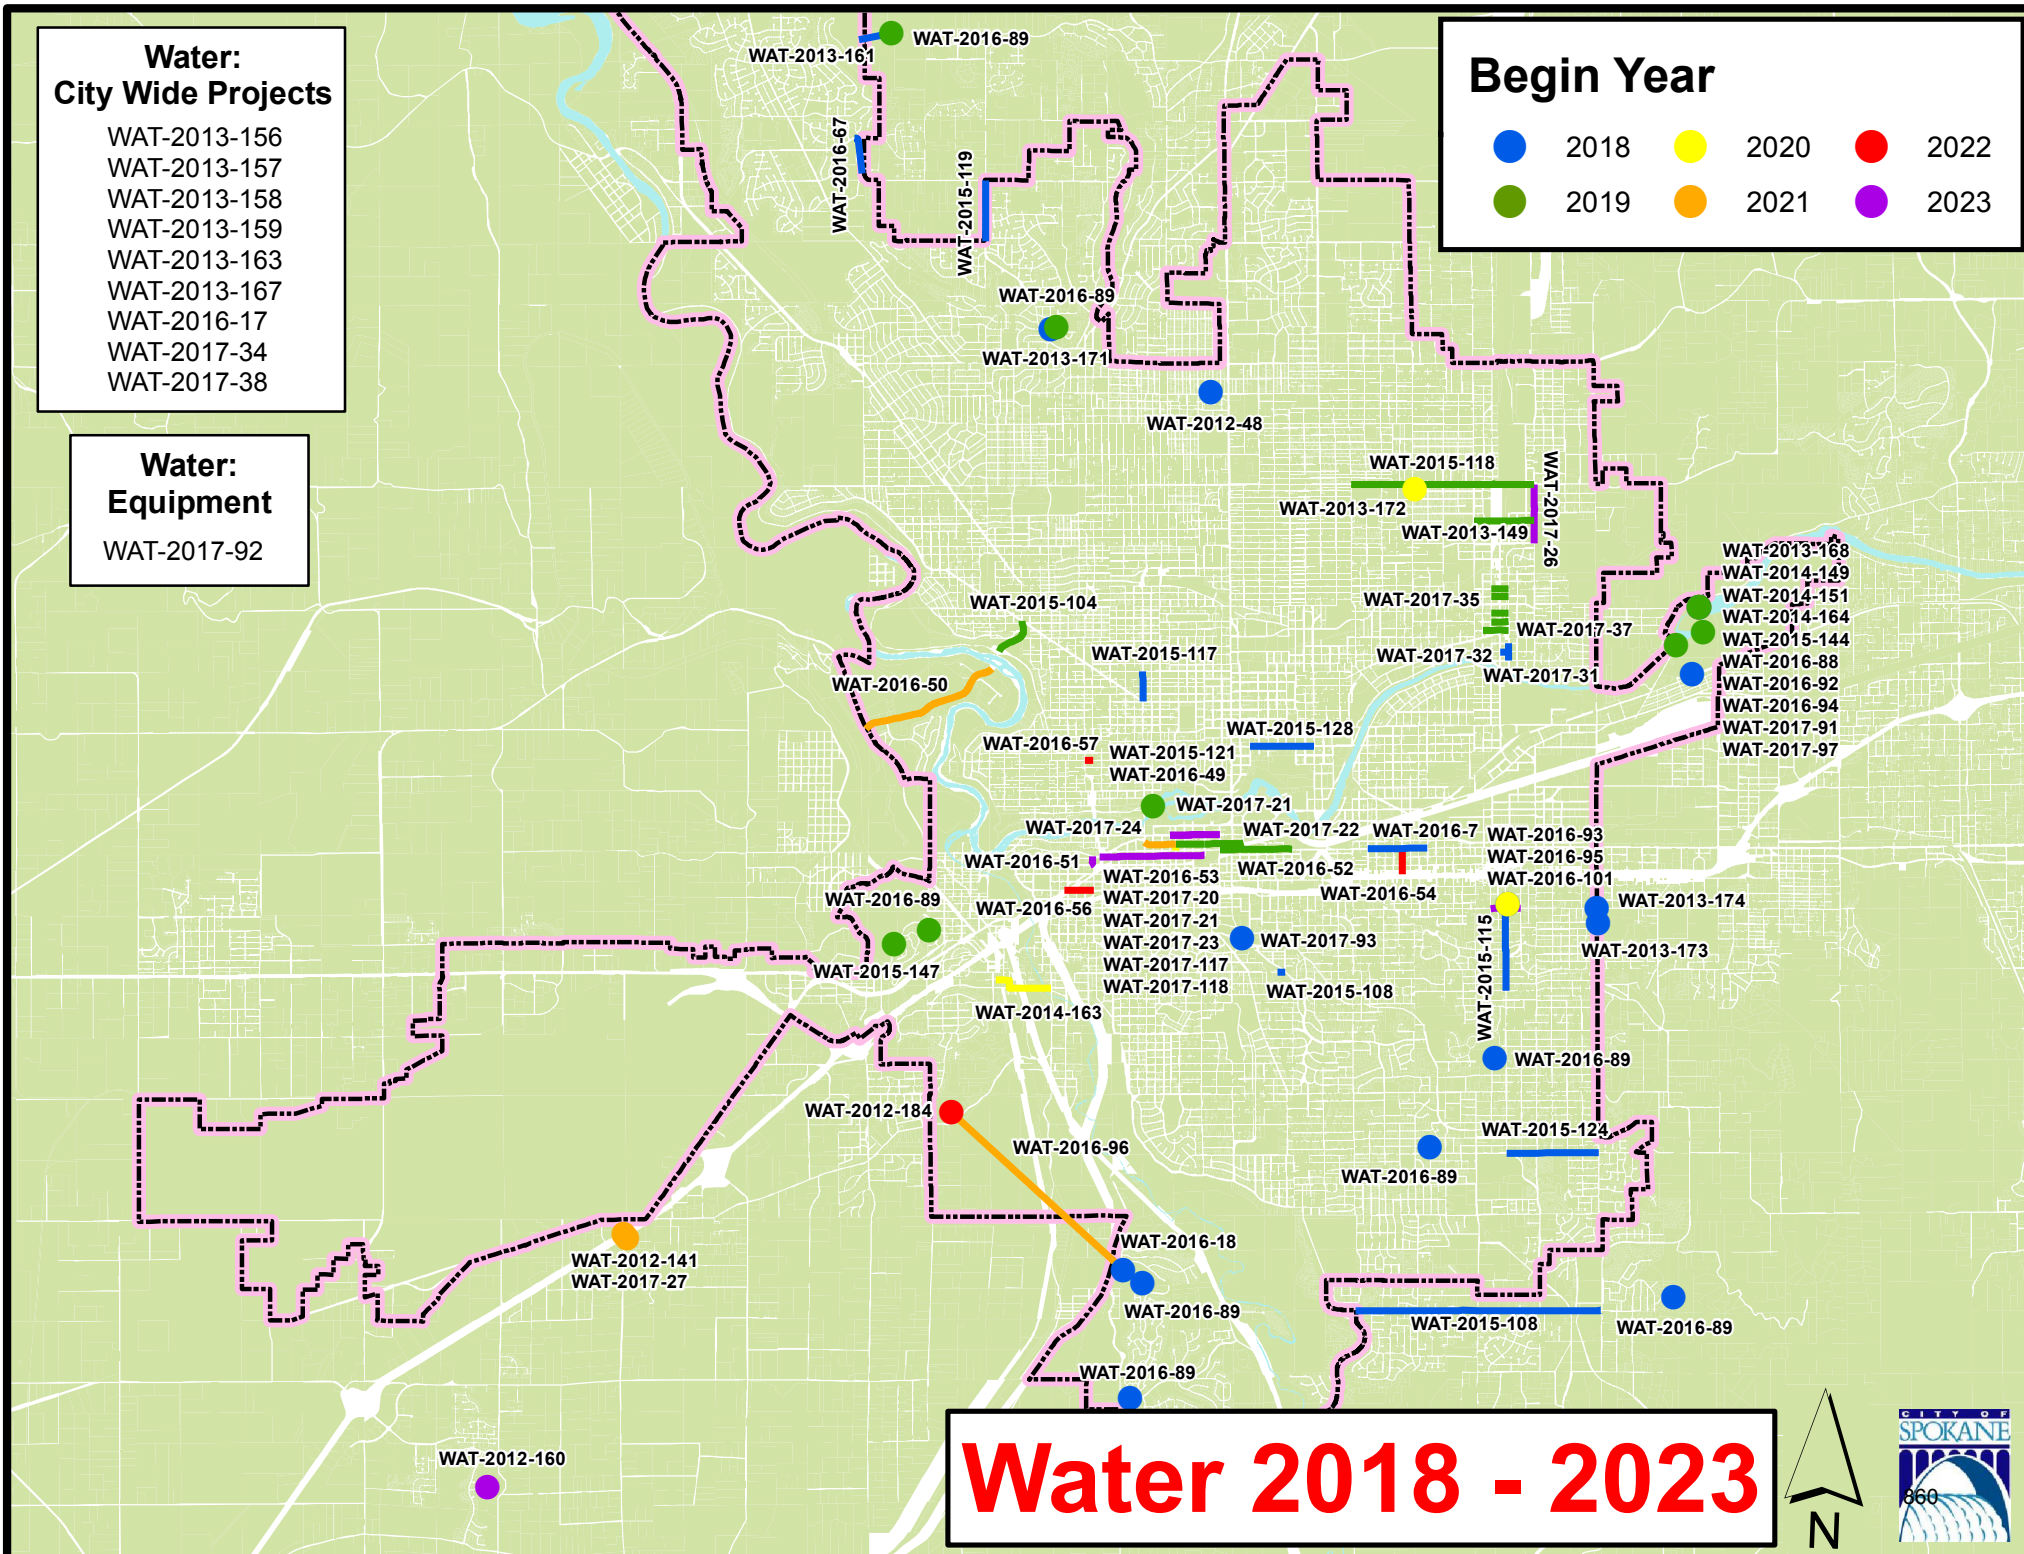 Water:
City Wide Projects
WAT-2013-156
WAT-2013-157
WAT-2013-158
WAT-2013-159
WAT-2013-163
WAT-2013-167
WAT-2016-17
WAT-2017-34
WAT-2017-38
Water:
Equipment
WAT-2017-92
Begin Year
2018
2020
2022
2019
2021
2023
WAT-2016-89
WAT-2013-161
WAT-2016-67
WAT-2015-119
WAT-2016-89
WAT-2013-171
WAT-2012-48
WAT-2015-118
WAT-2013-172
WAT-2013-149
WAT-2017-26
WAT-2013-168
WAT-2014-149
WAT-2014-151
WAT-2014-164
WAT-2015-144
WAT-2016-88
WAT-2016-92
WAT-2016-94
WAT-2017-91
WAT-2017-97
WAT-2017-35
WAT-2017-37
WAT-2017-32
WAT-2017-31
WAT-2015-104
WAT-2015-117
WAT-2016-50
WAT-2015-128
WAT-2016-57
WAT-2015-121
WAT-2016-49
WAT-2017-21
WAT-2017-24
WAT-2017-22
WAT-2016-7
WAT-2016-93
WAT-2016-95
WAT-2016-101
WAT-2016-51
WAT-2016-52
WAT-2016-54
WAT-2016-53
WAT-2017-20
WAT-2017-21
WAT-2017-23
WAT-2017-117
WAT-2017-118
WAT-2016-56
WAT-2016-89
WAT-2015-147
WAT-2017-93
WAT-2015-108
WAT-2013-174
WAT-2013-173
WAT-2015-115
WAT-2014-163
WAT-2016-89
WAT-2012-184
WAT-2016-96
WAT-2015-124
WAT-2016-89
WAT-2016-18
WAT-2016-89
WAT-2012-141
WAT-2017-27
WAT-2015-108
WAT-2016-89
WAT-2016-89
WAT-2012-160
Water 2018 - 2023
N
CITY OF
SPOKANE
860